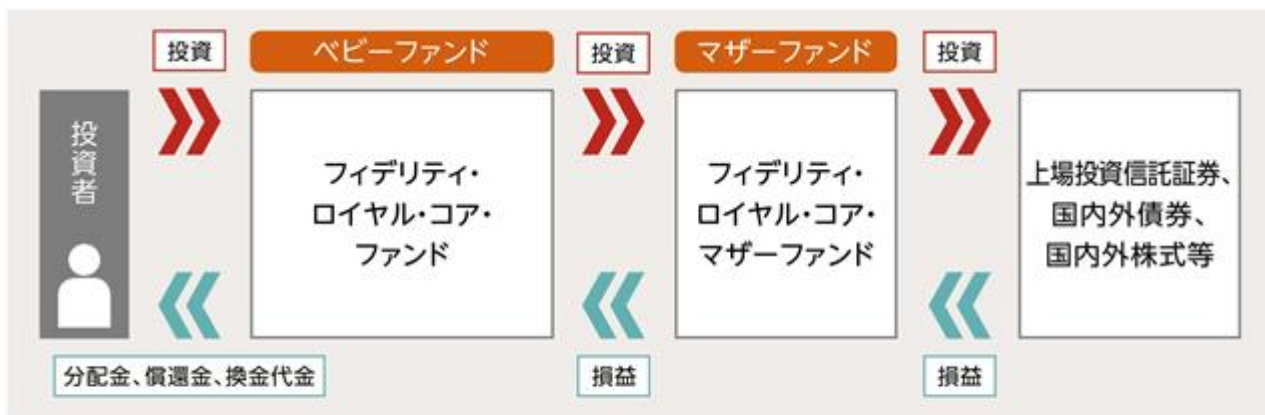 投資
ベビーファンド
投資
マザーファンド
投資
投資者
フィデリティ・
ロイヤル・コア・
ファンド
フィデリティ・
ロイヤル・コア・
マザーファンド
上場投資信託証券、
国内外債券、
国内外株式等
分配金、償還金、換金代金
損益
損益